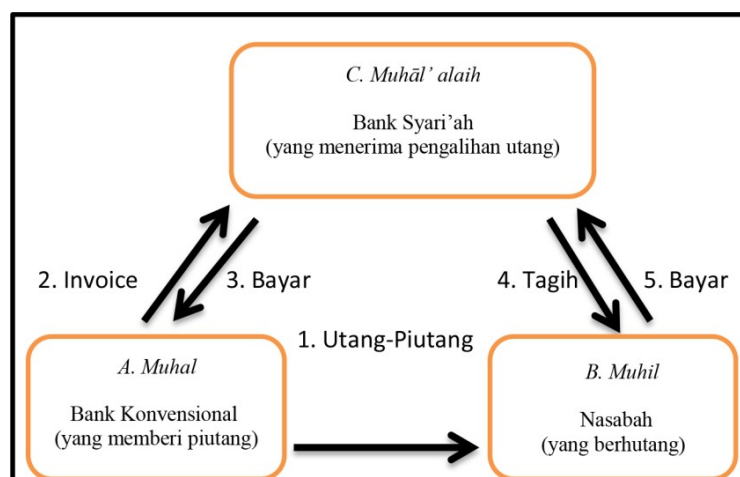 C. Muhāl’ alaih
Bank Syari’ah
(yang menerima pengalihan utang)
2. Invoice
3. Bayar
4. Tagih
5. Bayar
1. Utang-Piutang
A. Muhal
Bank Konvensional
(yang memberi piutang)
B. Muhil
Nasabah
(yang berhutang)